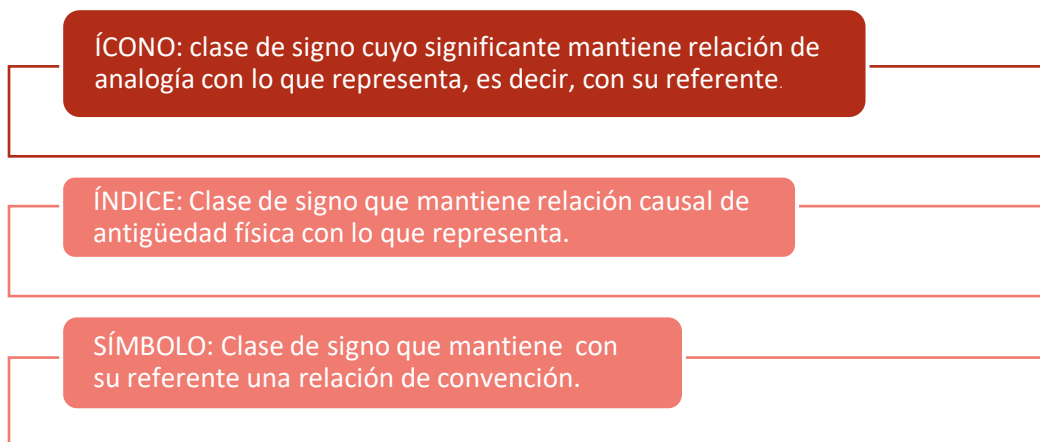 ÍCONO: clase de signo cuyo significante mantiene relación de
analogía con lo que representa, es decir, con su referente.
ÍNDICE: Clase de signo que mantiene relación causal de
antigüedad física con lo que representa.
SÍMBOLO: Clase de signo que mantiene con
su referente una relación de convención.